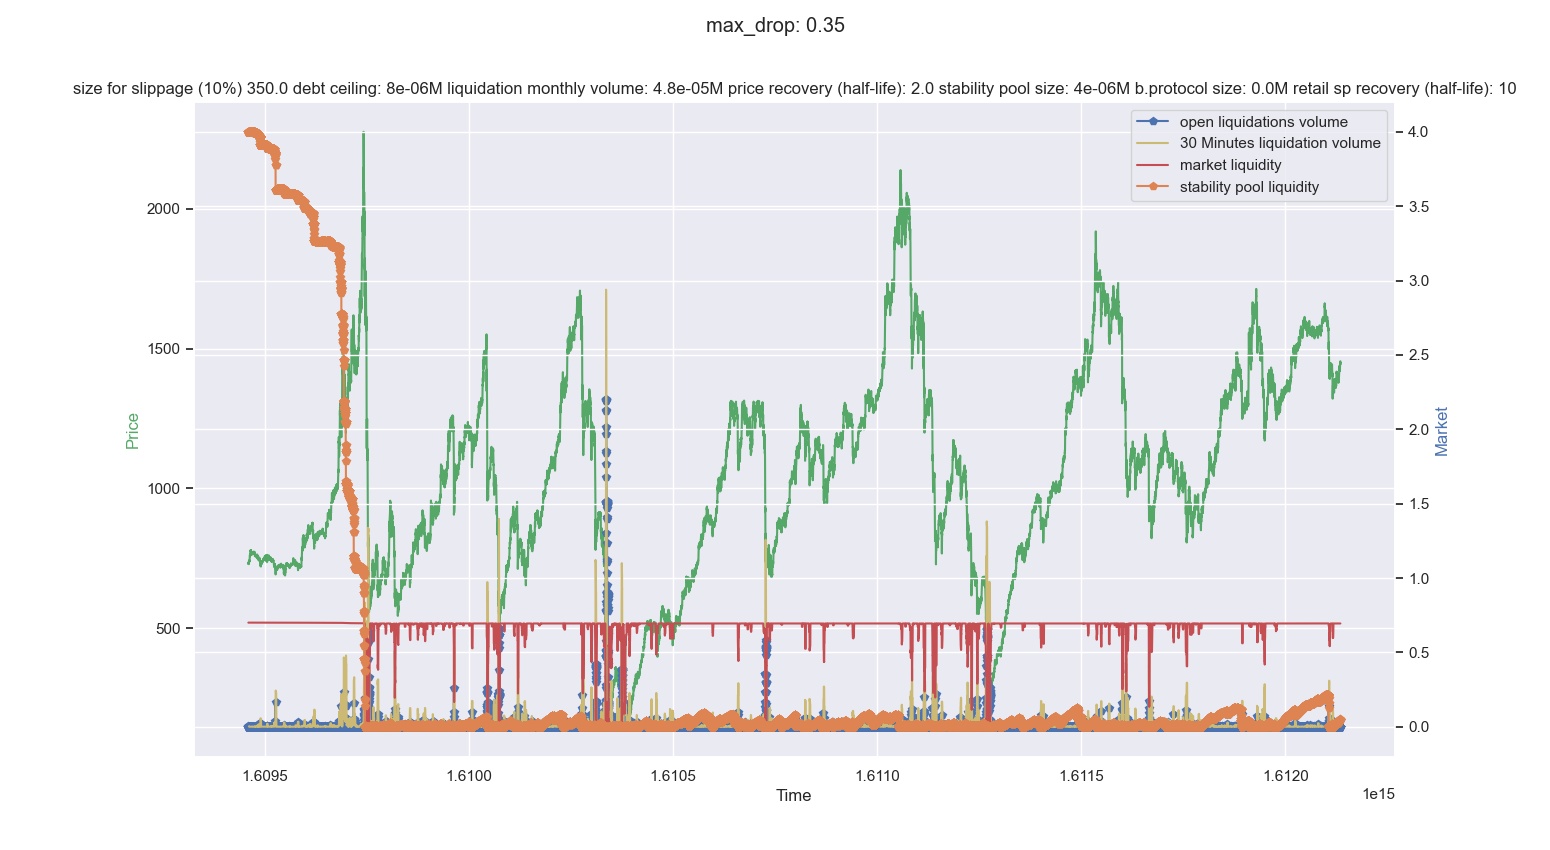 max_drop: 0.35
size for slippage (10%) 350.0 debt ceiling: 8e-06M liquidation monthly volume: 4.8e-05M price recovery (half-life): 2.0 stability pool size: 4e-06M b.protocol size: 0.0M retail sp recovery (half-life): 10
open liquidations volume
30 Minutes liquidation volume
market liquidity
stability pool liquidity
2000
1500
1000
500
Price
4.0
3.5
3.0
2.5
2.0
1.5
1.0
0.5
0.0
Market
1.6095 1.6100 1.6105 1.6110 1.6115 1.6120
Time
1e15